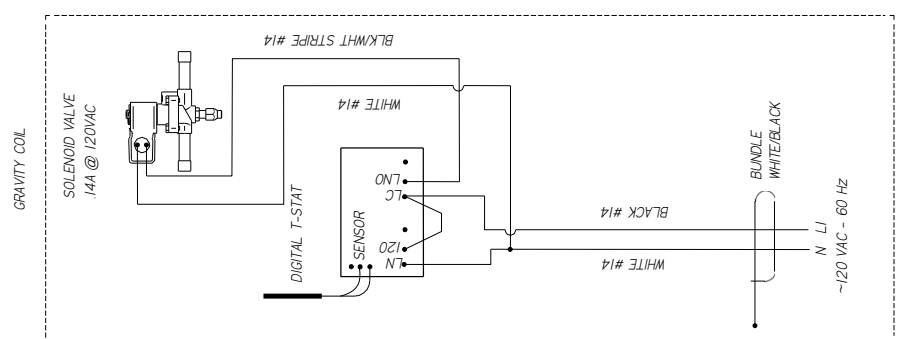 GRAVITY COIL
SOLENOID VALVE
.14A @ 120VAC
BLK/WHT STRIPE #14
WHITE #14
DIGITAL T-STAT
SENSOR
LNO
LC
120
LN
BLACK #14
WHITE #14
BUNDLE
WHITE/BLACK
L1
N
~120 VAC - 60 Hz